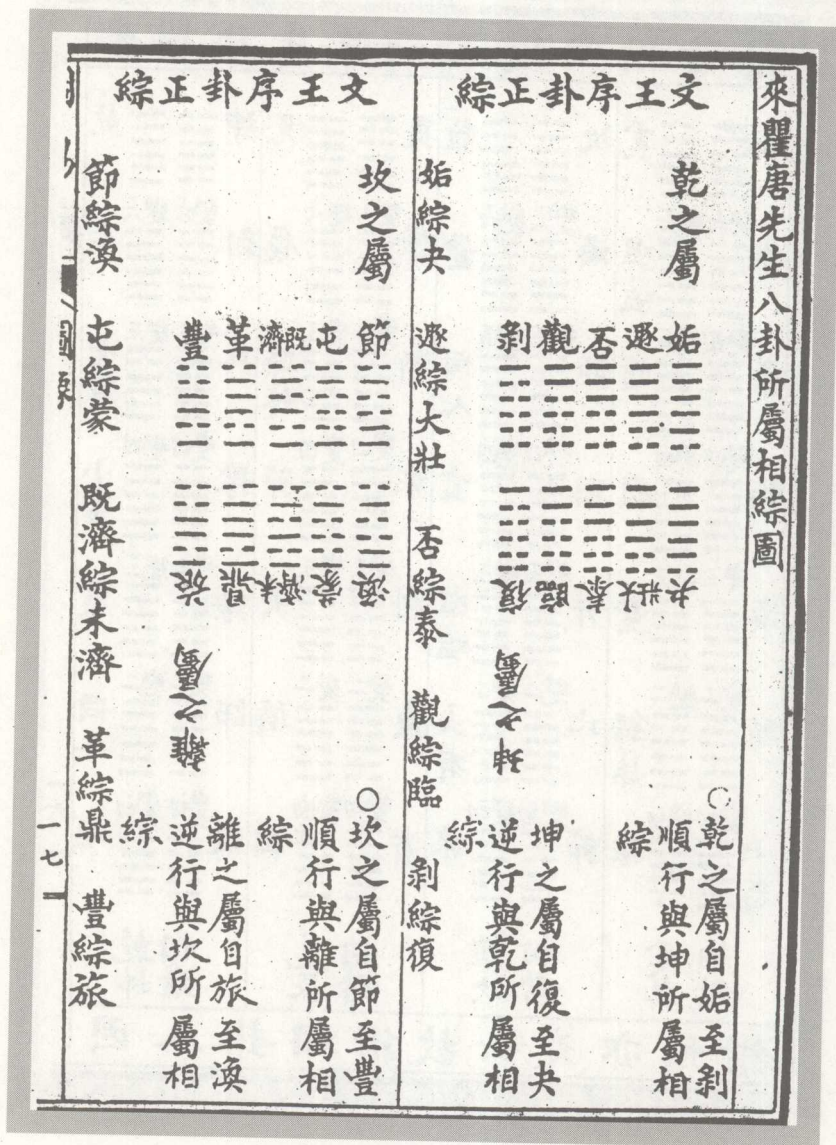 來瞿唐先生八卦所屬相綜圖
文王序卦正綜
乾之屬
姤
遯
否
觀
剝
夬
大壯
泰
臨
復
坤之屬
○乾之屬自姤至剝
順行與坤所屬相
綜
坤之屬自復至夬
逆行與乾所屬相
綜
姤綜夬 遯綜大壯 否綜泰 觀綜臨 剝綜復
文王序卦正綜
坎之屬
節
屯
既濟
革
豐
渙
蒙
未濟
鼎
旅
離之屬
○坎之屬自節至豐
順行與離所屬相
綜
離之屬自旅至渙
逆行與坎所屬相
綜
節綜渙 屯綜蒙 既濟綜未濟 革綜鼎 豐綜旅
圖像
一七